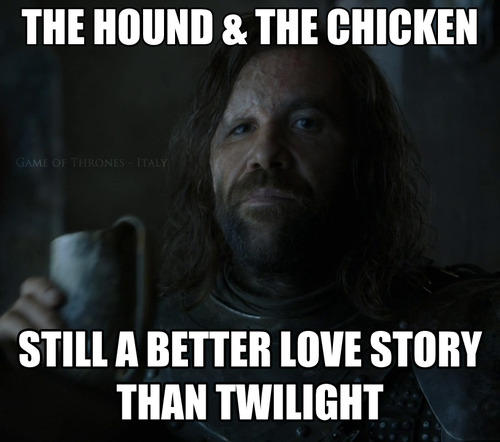 THE HOUND & THE CHICKEN
GAME OF THRONES - ITALY
STILL A BETTER LOVE STORY
THAN TWILIGHT